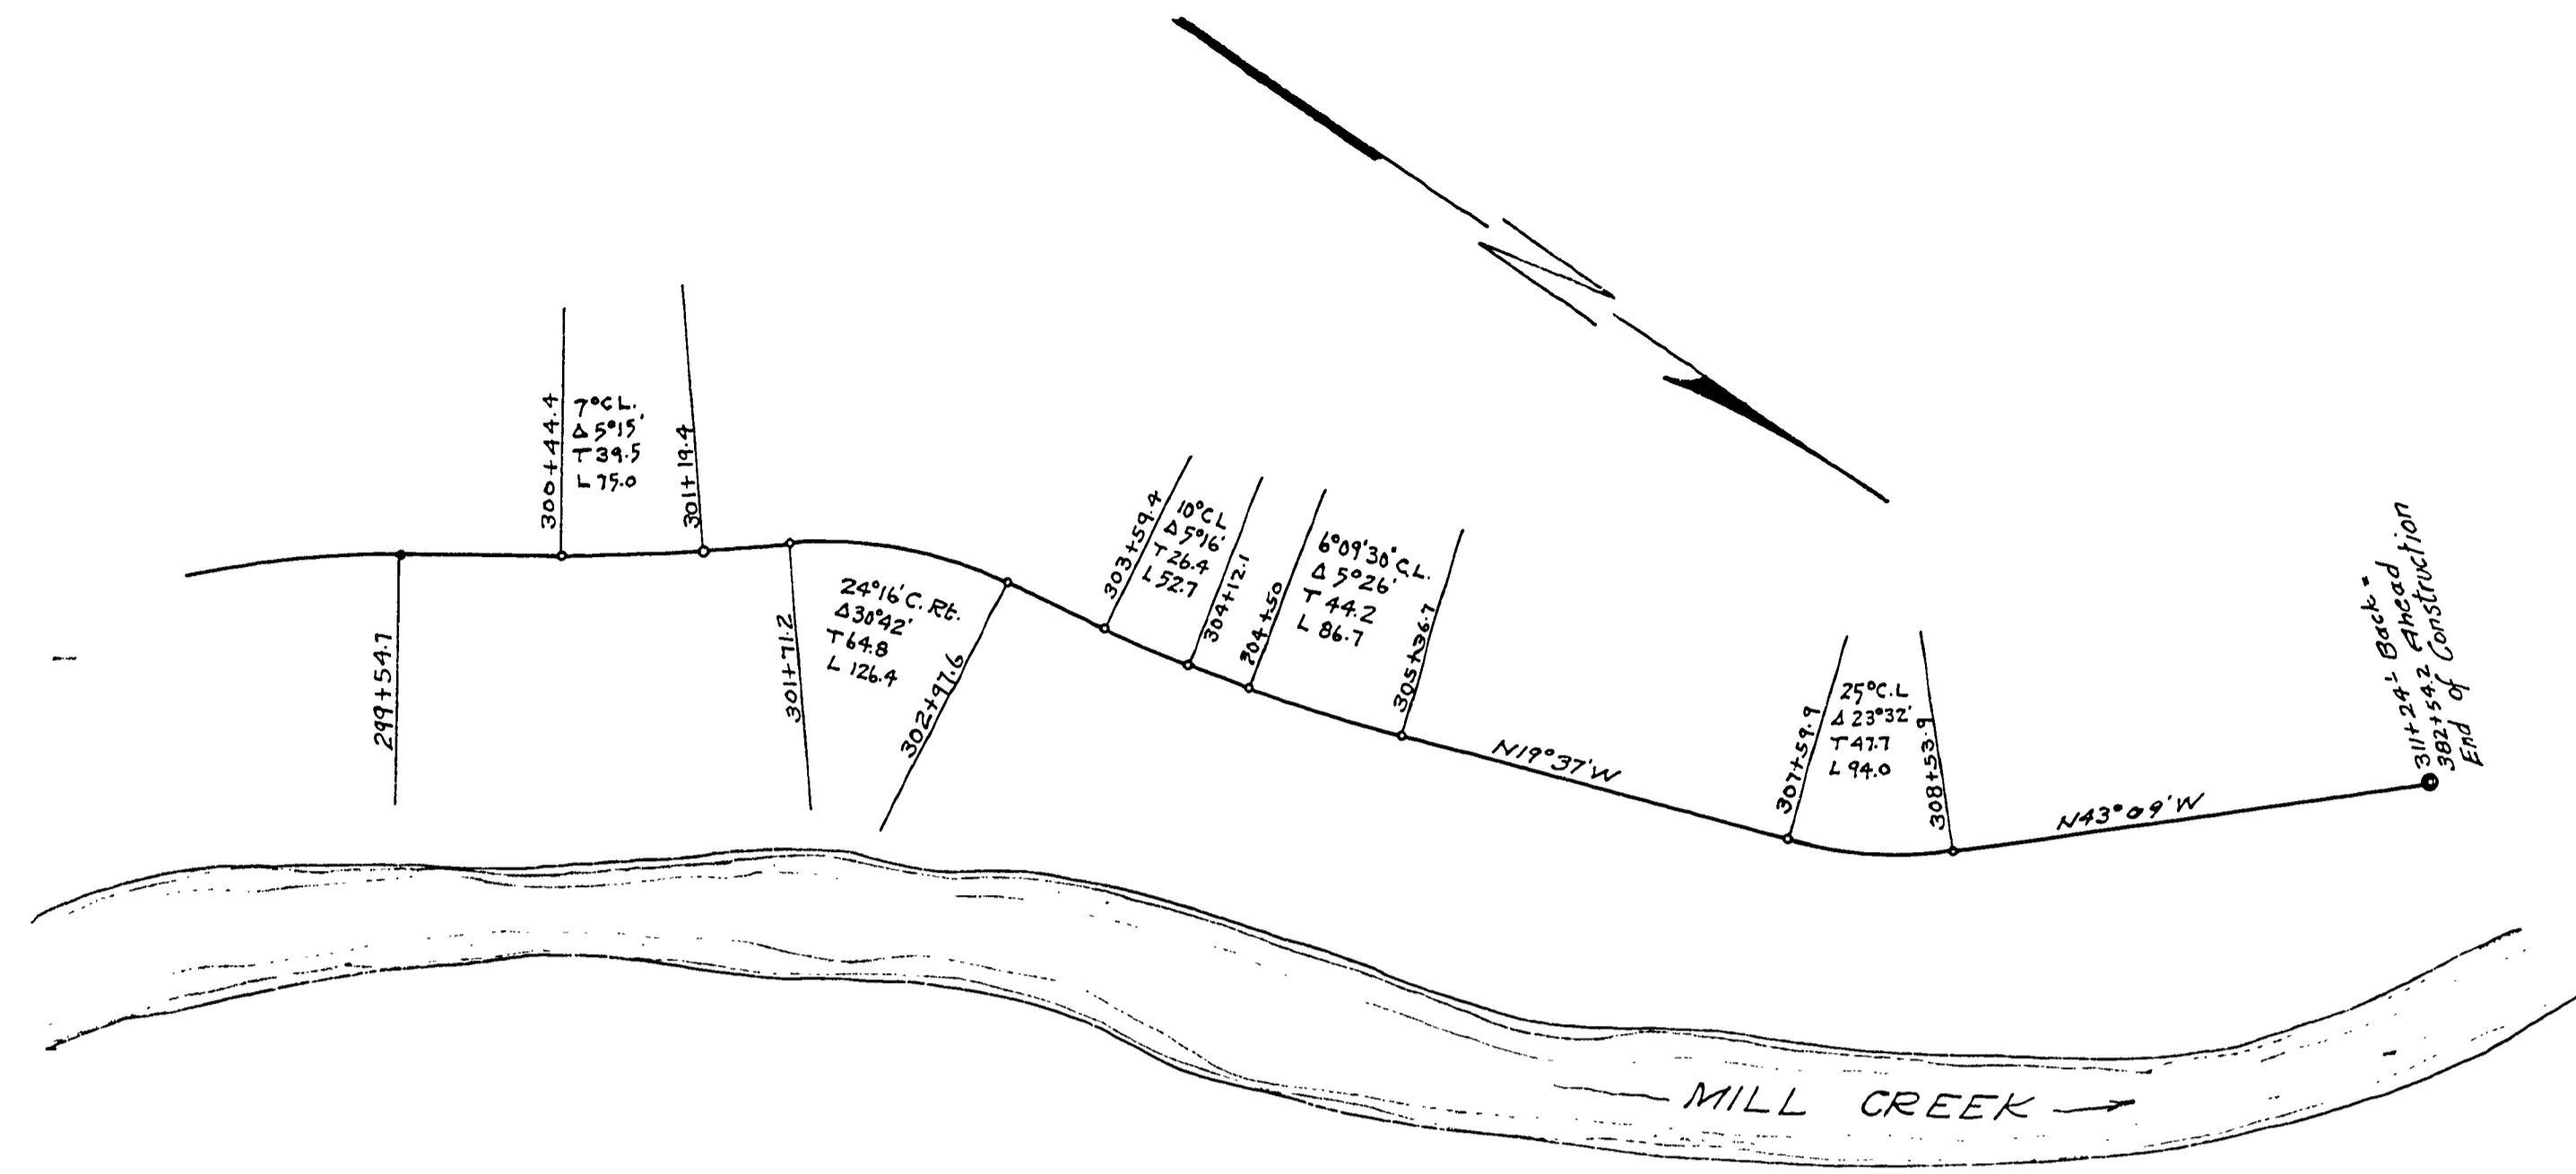 299+54.7
300+44.4
7°C L.
Δ 5°15'
T 39.5
L 75.0
301+19.4
301+71.2
24°16' C. Rt.
Δ30°42'
T 64.8
L 126.4
302+97.6
303+59.4
10°C L
Δ 5°16'
T 26.4
L 52.7
304+12.1
304+50
6°09'30" C.L.
Δ 5°26'
T 44.2
L 86.7
305+36.7
N19°37'W
307+59.9
25°C.L
Δ 23°32'
T 47.7
L 94.0
308+53.9
N43°09'W
311+24± Back =
382+54.2 Ahead
End of Construction
MILL CREEK